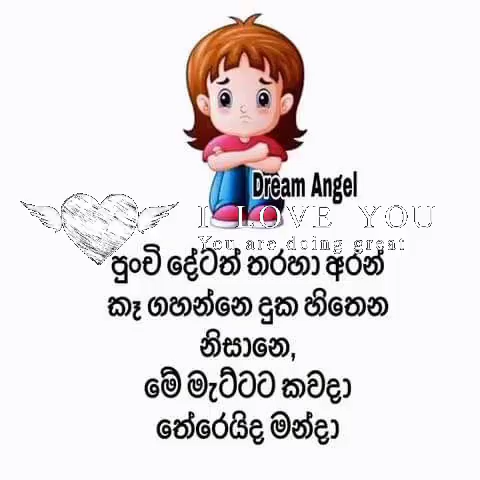 Dream Angel
I LOVE YOU
You are doing great
පුංචි දේටත් තරහා අරන්
කෑ ගහන්නෙ දුක හිතෙන
නිසානෙ,
මේ මැට්ටට කවදා
තේරෙයිද මන්දා